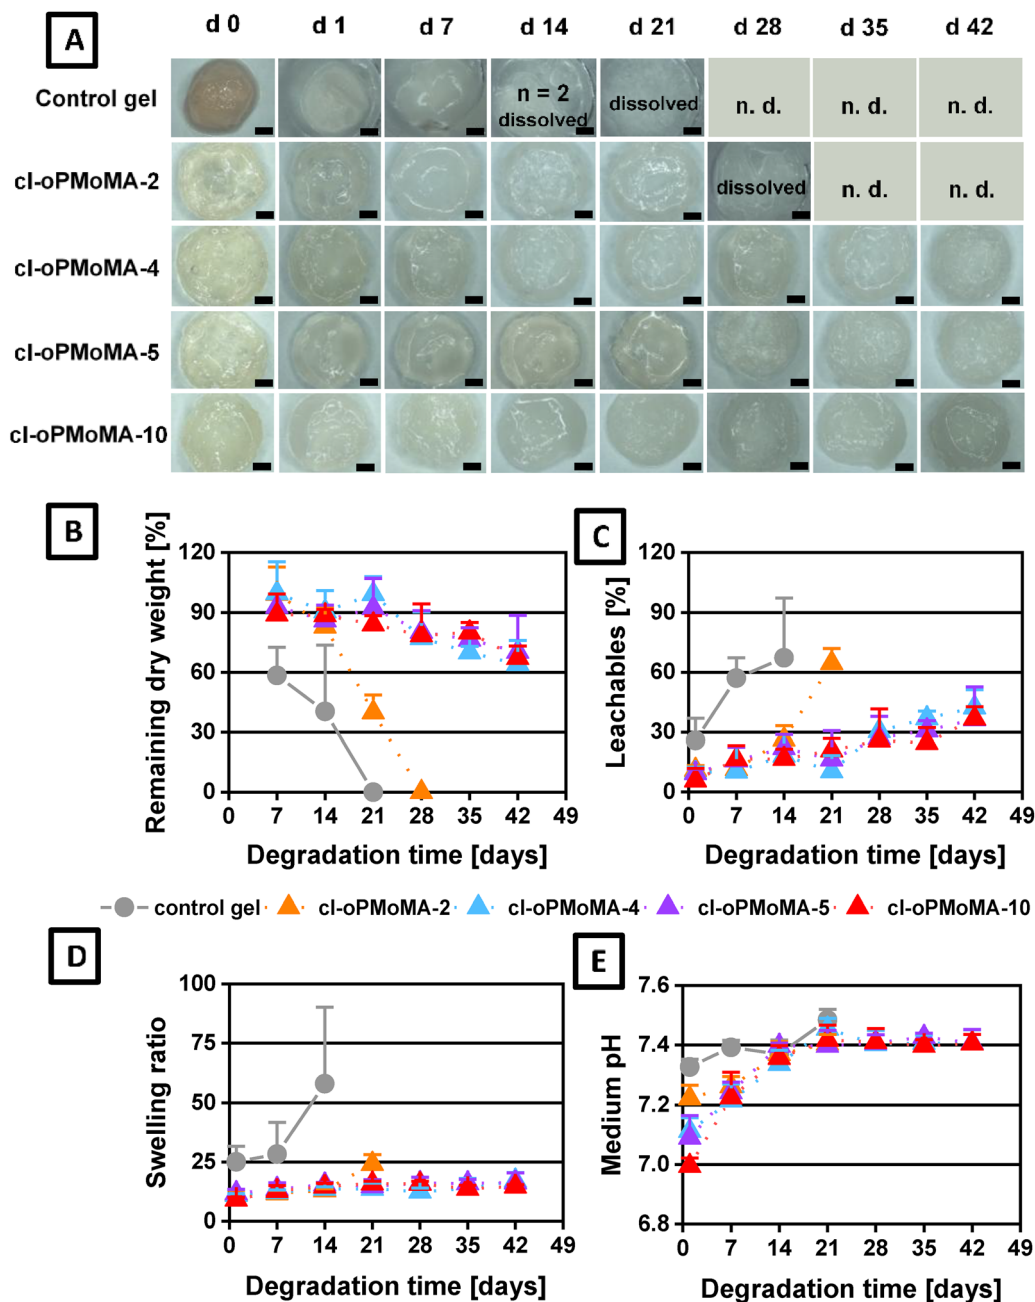 A
d 0 d 1 d 7 d 14 d 21 d 28 d 35 d 42
Control gel
n = 2
dissolved
dissolved
n. d. n. d. n. d.
cl-oPMoMA-2
dissolved
n. d. n. d.
cl-oPMoMA-4
cl-oPMoMA-5
cl-oPMoMA-10
B
Remaining dry weight [%]
120
90
60
30
0
0 7 14 21 28 35 42 49
Degradation time [days]
C
Leachables [%]
120
90
60
30
0
0 7 14 21 28 35 42 49
Degradation time [days]
control gel cl-oPMoMA-2 cl-oPMoMA-4 cl-oPMoMA-5 cl-oPMoMA-10
D
Swelling ratio
100
75
50
25
0
0 7 14 21 28 35 42 49
Degradation time [days]
E
Medium pH
7.6
7.4
7.2
7.0
6.8
0 7 14 21 28 35 42 49
Degradation time [days]